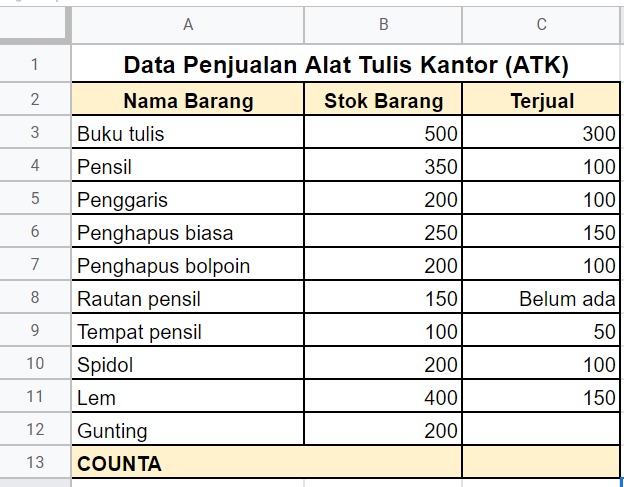 A B C
1 Data Penjualan Alat Tulis Kantor (ATK)
2 Nama Barang Stok Barang Terjual
3 Buku tulis 500 300
4 Pensil 350 100
5 Penggaris 200 100
6 Penghapus biasa 250 150
7 Penghapus bolpoin 200 100
8 Rautan pensil 150 Belum ada
9 Tempat pensil 100 50
10 Spidol 200 100
11 Lem 400 150
12 Gunting 200
13 COUNTA